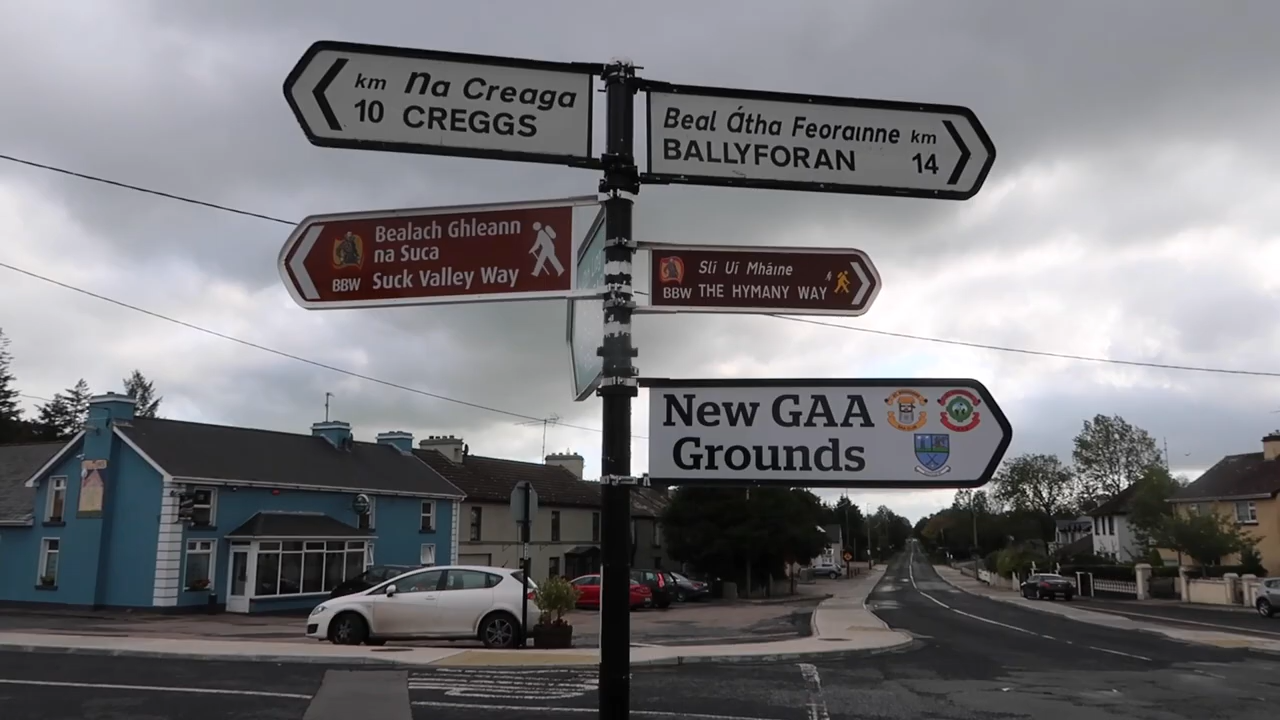 km na Creaga
10 CREGGS
Beal Átha Feorainne km
BALLYFORAN 14
Bealach Ghleann
na Suca
BBW Suck Valley Way
Slí Uí Mháine
BBW THE HYMANY WAY
New GAA
Grounds